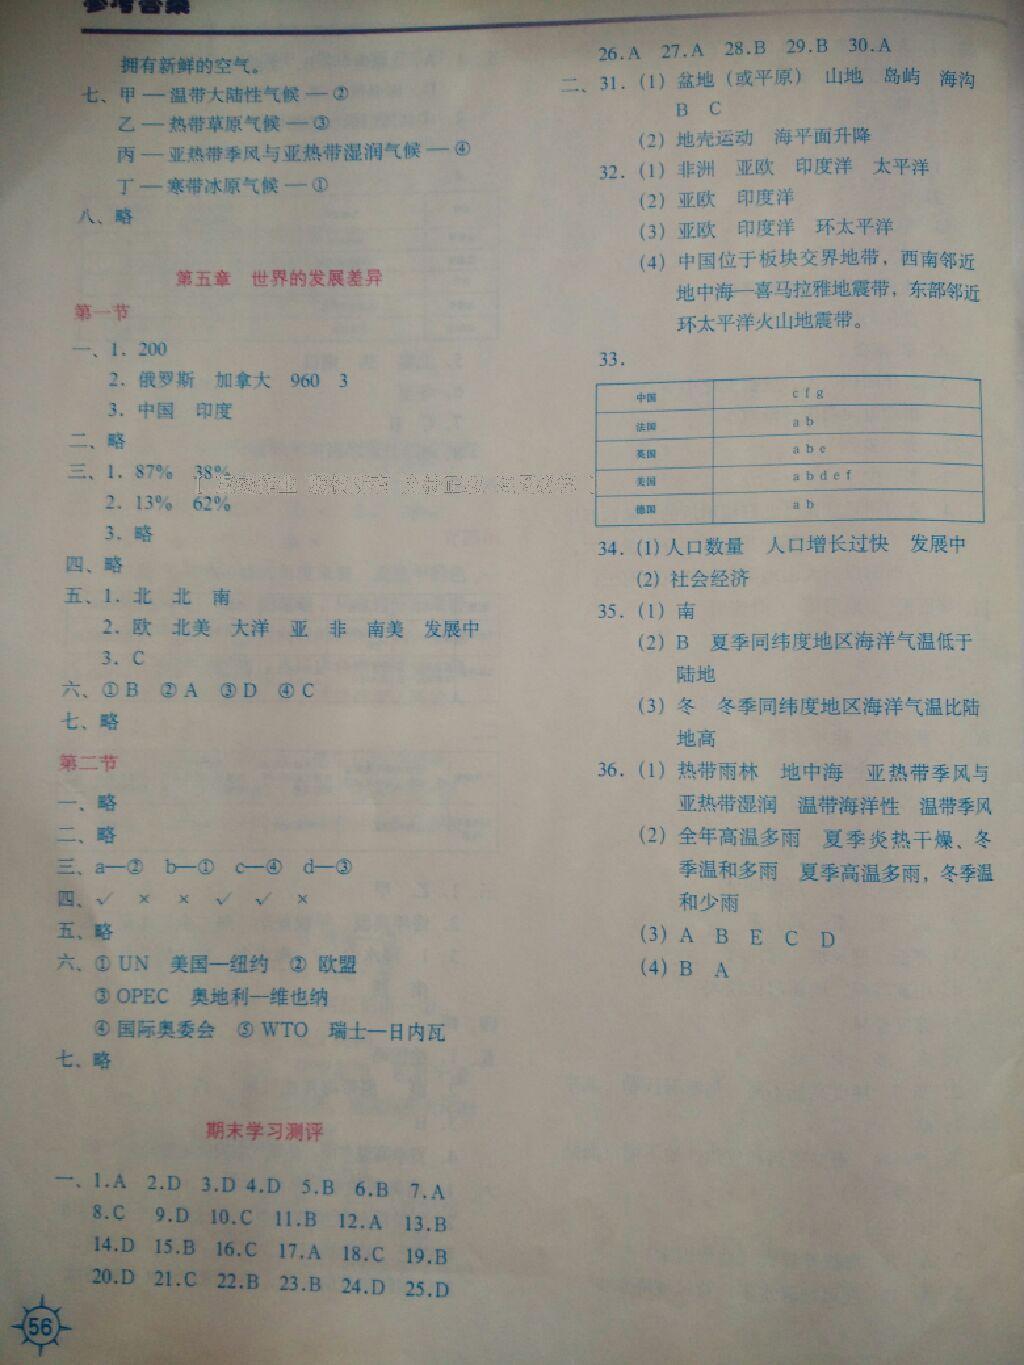 参考答案
拥有新鲜的空气。
七、甲—温带大陆性气候—②
乙—热带草原气候—③
丙—亚热带季风与亚热带湿润气候—④
丁—寒带冰原气候—①
八、略
第五章 世界的发展差异
第一节
一、1. 200
2. 俄罗斯 加拿大 960 3
3. 中国 印度
二、略
三、1. 87% 38%
2. 13% 62%
3. 略
四、略
五、1. 北 北 南
2. 欧 北美 大洋 亚 非 南美 发展中
3. C
六、①B ②A ③D ④C
七、略
第二节
一、略
二、略
三、a—② b—① c—④ d—③
四、✓ × × ✓ ✓ ×
五、略
六、①UN 美国—纽约 ②欧盟
③OPEC 奥地利—维也纳
④国际奥委会 ⑤WTO 瑞士—日内瓦
七、略
期末学习测评
一、1.A 2.D 3.D 4.D 5.B 6.B 7.A
8.C 9.D 10.C 11.B 12.A 13.B
14.D 15.B 16.C 17.A 18.C 19.B
20.D 21.C 22.B 23.B 24.D 25.D
56
26.A 27.A 28.B 29.B 30.A
二、31.(1) 盆地（或平原） 山地 岛屿 海沟
B C
(2) 地壳运动 海平面升降
32.(1) 非洲 亚欧 印度洋 太平洋
(2) 亚欧 印度洋
(3) 亚欧 印度洋 环太平洋
(4) 中国位于板块交界地带，西南邻近
地中海—喜马拉雅地震带，东部邻近
环太平洋火山地震带。
33.
中国 c f g
法国 a b
英国 a b e
美国 a b d e f
德国 a b
34.(1)人口数量 人口增长过快 发展中
(2) 社会经济
35.(1) 南
(2) B 夏季同纬度地区海洋气温低于
陆地
(3) 冬 冬季同纬度地区海洋气温比陆
地高
36.(1) 热带雨林 地中海 亚热带季风与
亚热带湿润 温带海洋性 温带季风
(2) 全年高温多雨 夏季炎热干燥、冬
季温和多雨 夏季高温多雨，冬季温
和少雨
(3) A B E C D
(4) B A